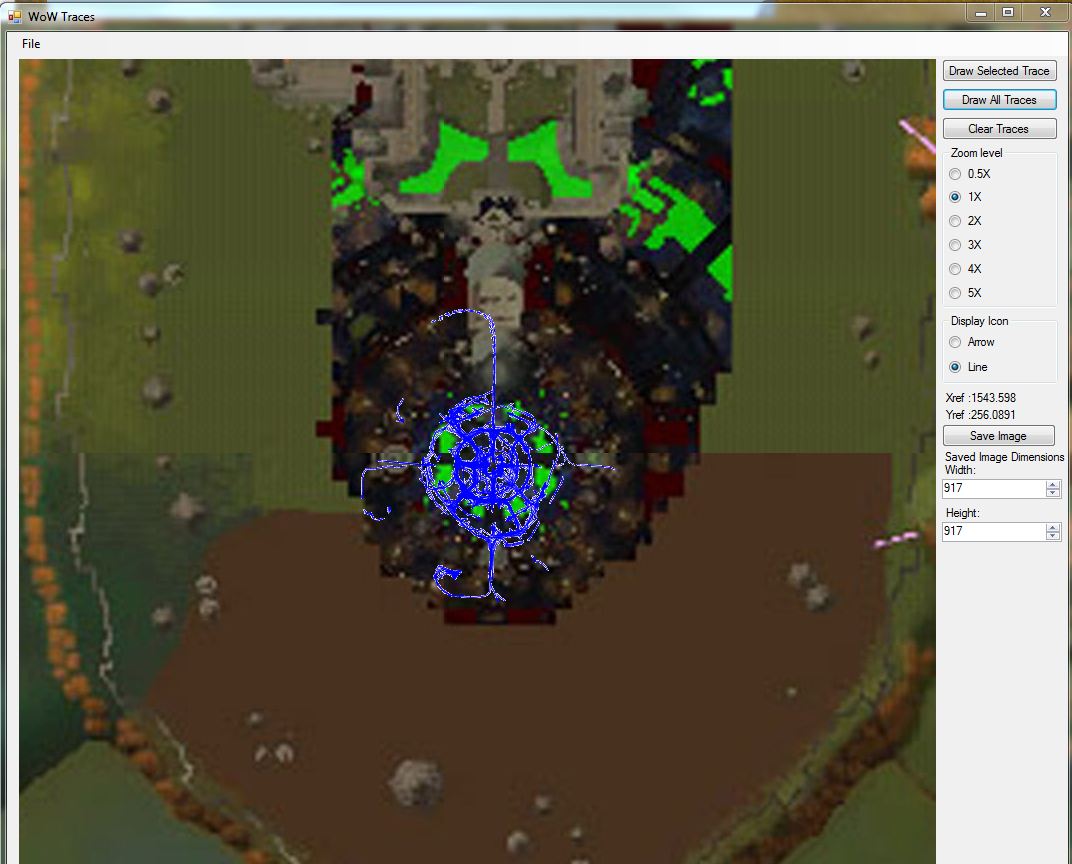 WoW Traces
File
Draw Selected Trace
Draw All Traces
Clear Traces
Zoom level
0.5X
1X
2X
3X
4X
5X
Display Icon
Arrow
Line
Xref :1543.598
Yref :256.0891
Save Image
Saved Image Dimensions
Width:
917
Height:
917